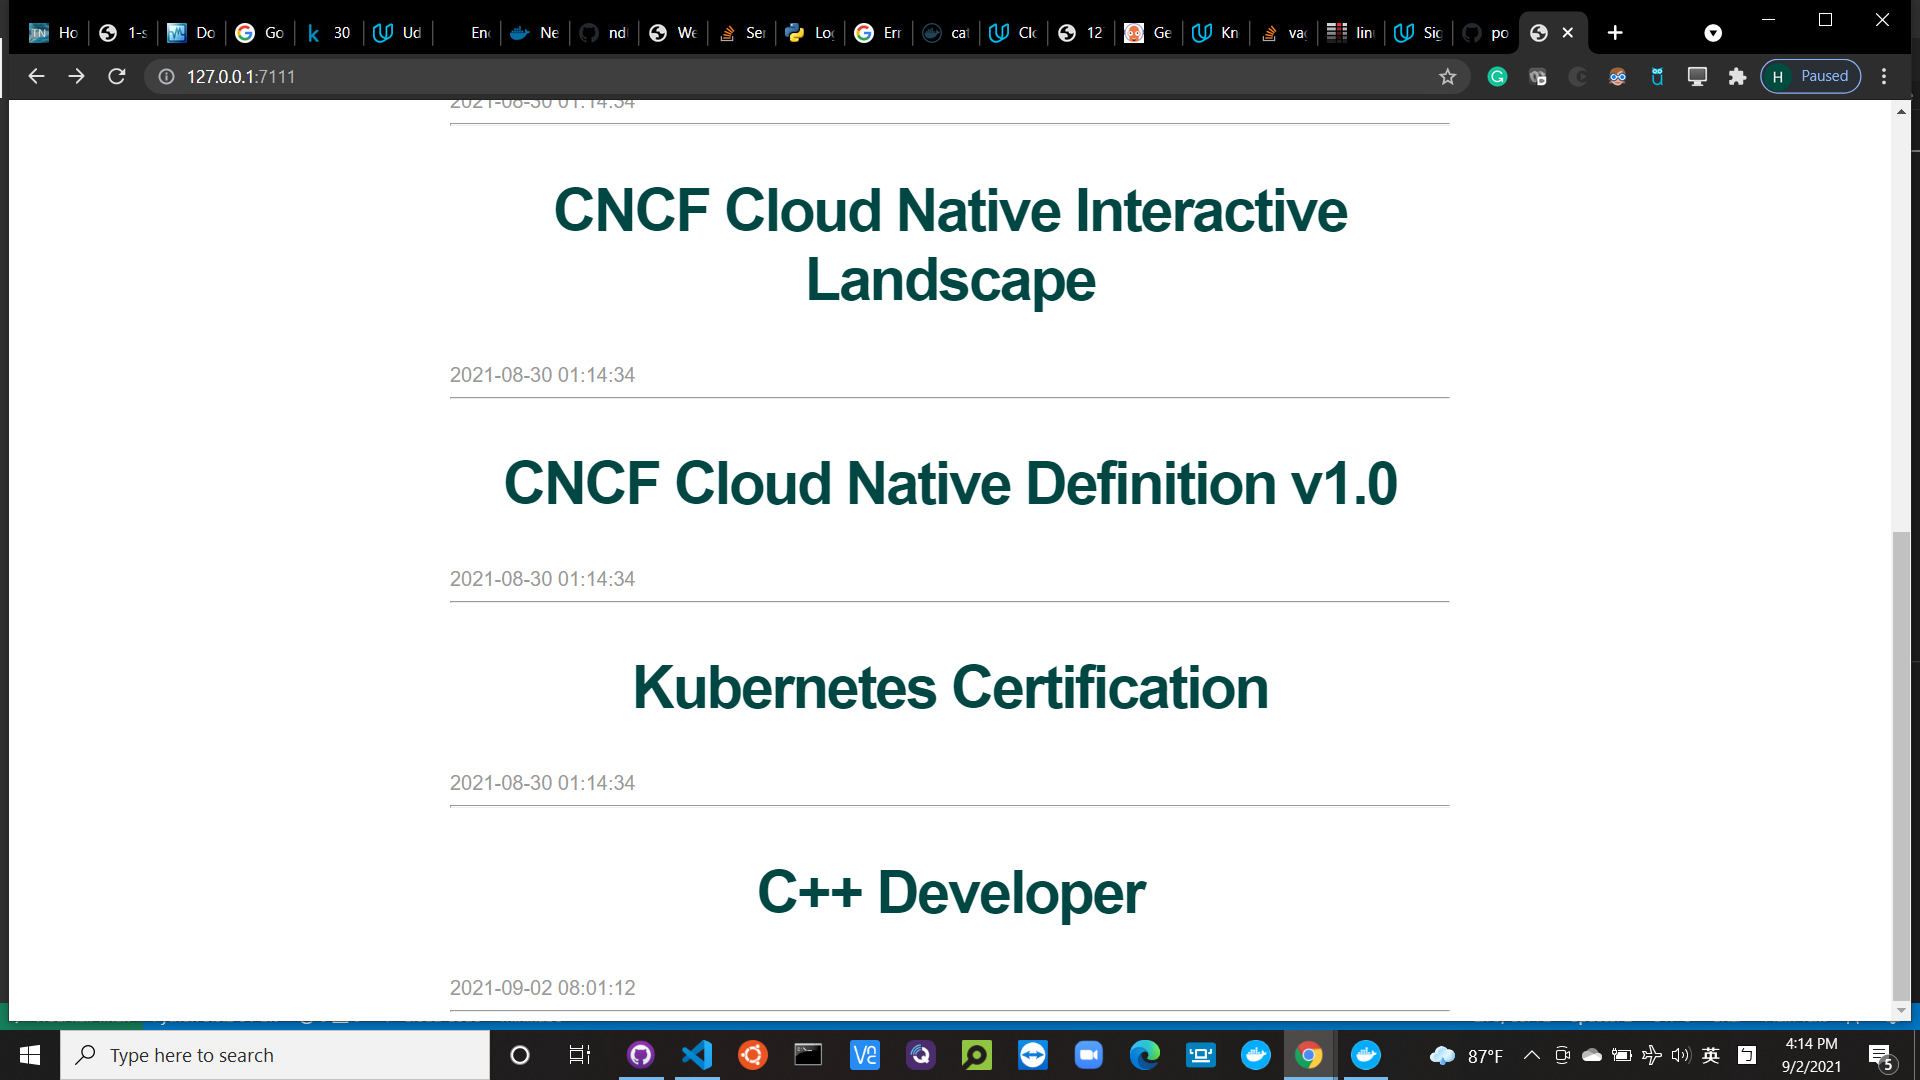 Ho
1-s
Do
Go
30
Ud
En
Ne
nd
We
Ser
Log
Err
cat
Clo
12
Ge
Kn
va
lin
Sig
po
127.0.0.1:7111
H Paused
2021-08-30 01:14:34
CNCF Cloud Native Interactive
Landscape
2021-08-30 01:14:34
CNCF Cloud Native Definition v1.0
2021-08-30 01:14:34
Kubernetes Certification
2021-08-30 01:14:34
C++ Developer
2021-09-02 08:01:12
Type here to search
87°F
英
4:14 PM
9/2/2021
5